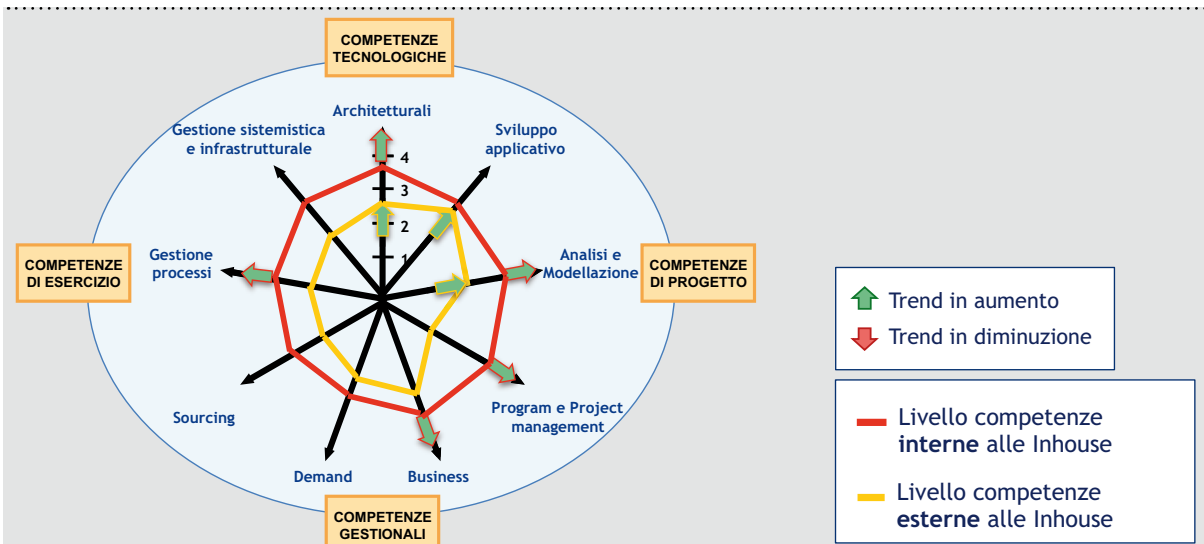 COMPETENZE
TECNOLOGICHE
Architetturali
Gestione sistemistica
e infrastrutturale
Sviluppo
applicativo
4
3
2
1
Gestione
processi
Analisi e
Modellazione
COMPETENZE
DI ESERCIZIO
COMPETENZE
DI PROGETTO
Sourcing
Program e Project
management
Demand
Business
COMPETENZE
GESTIONALI
Trend in aumento
Trend in diminuzione
Livello competenze
interne alle Inhouse
Livello competenze
esterne alle Inhouse